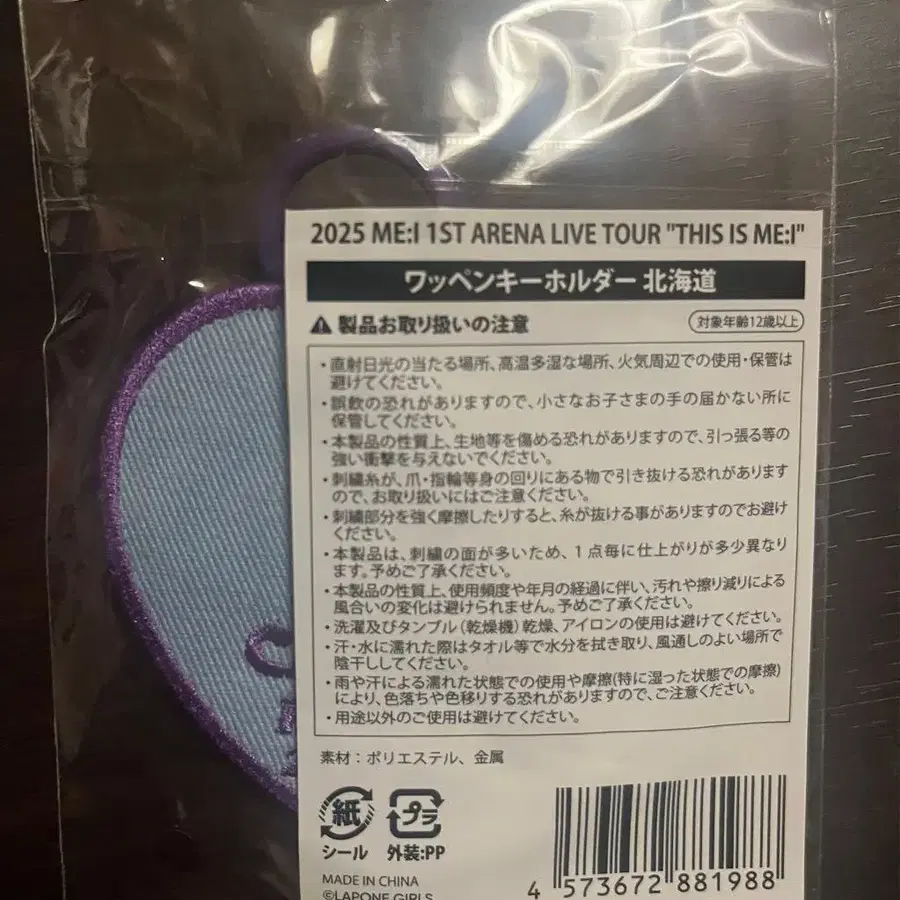 2025 ME:I 1ST ARENA LIVE TOUR "THIS IS ME:I"
ワッペンキーホルダー 北海道
製品お取り扱いの注意
対象年齢12歳以上
・直射日光の当たる場所、高温多湿な場所、火気周辺での使用・保管は
避けてください。
・誤飲の恐れがありますので、小さなお子さまの手の届かない所に
保管してください。
・本製品の性質上、生地等を傷める恐れがありますので、引っ張る等の
強い衝撃を与えないでください。
・刺繍糸が、爪・指輪等身の回りにある物で引き抜ける恐れがあります
ので、お取り扱いにはご注意ください。
・刺繍部分を強く摩擦したりすると、糸が抜ける事がありますのでお避け
ください。
・本製品は、刺繍の面が多いため、1点毎に仕上がりが多少異なり
ます。予めご了承ください。
・本製品の性質上、使用頻度や年月の経過に伴い、汚れや擦り減りによる
風合いの変化は避けられません。予めご了承ください。
・洗濯及びタンブル(乾燥機)乾燥、アイロンの使用は避けてください。
・汗・水に濡れた際はタオル等で水分を拭き取り、風通しのよい場所で
陰干ししてください。
・雨や汗による濡れた状態での使用や摩擦(特に湿った状態での摩擦)
により、色落ちや色移りする恐れがありますので、ご注意ください。
・用途以外のご使用は避けてください。
素材:ポリエステル、金属
紙 プラ
シール 外装:PP
MADE IN CHINA
©LAPONE GIRLS
4 573672 881988